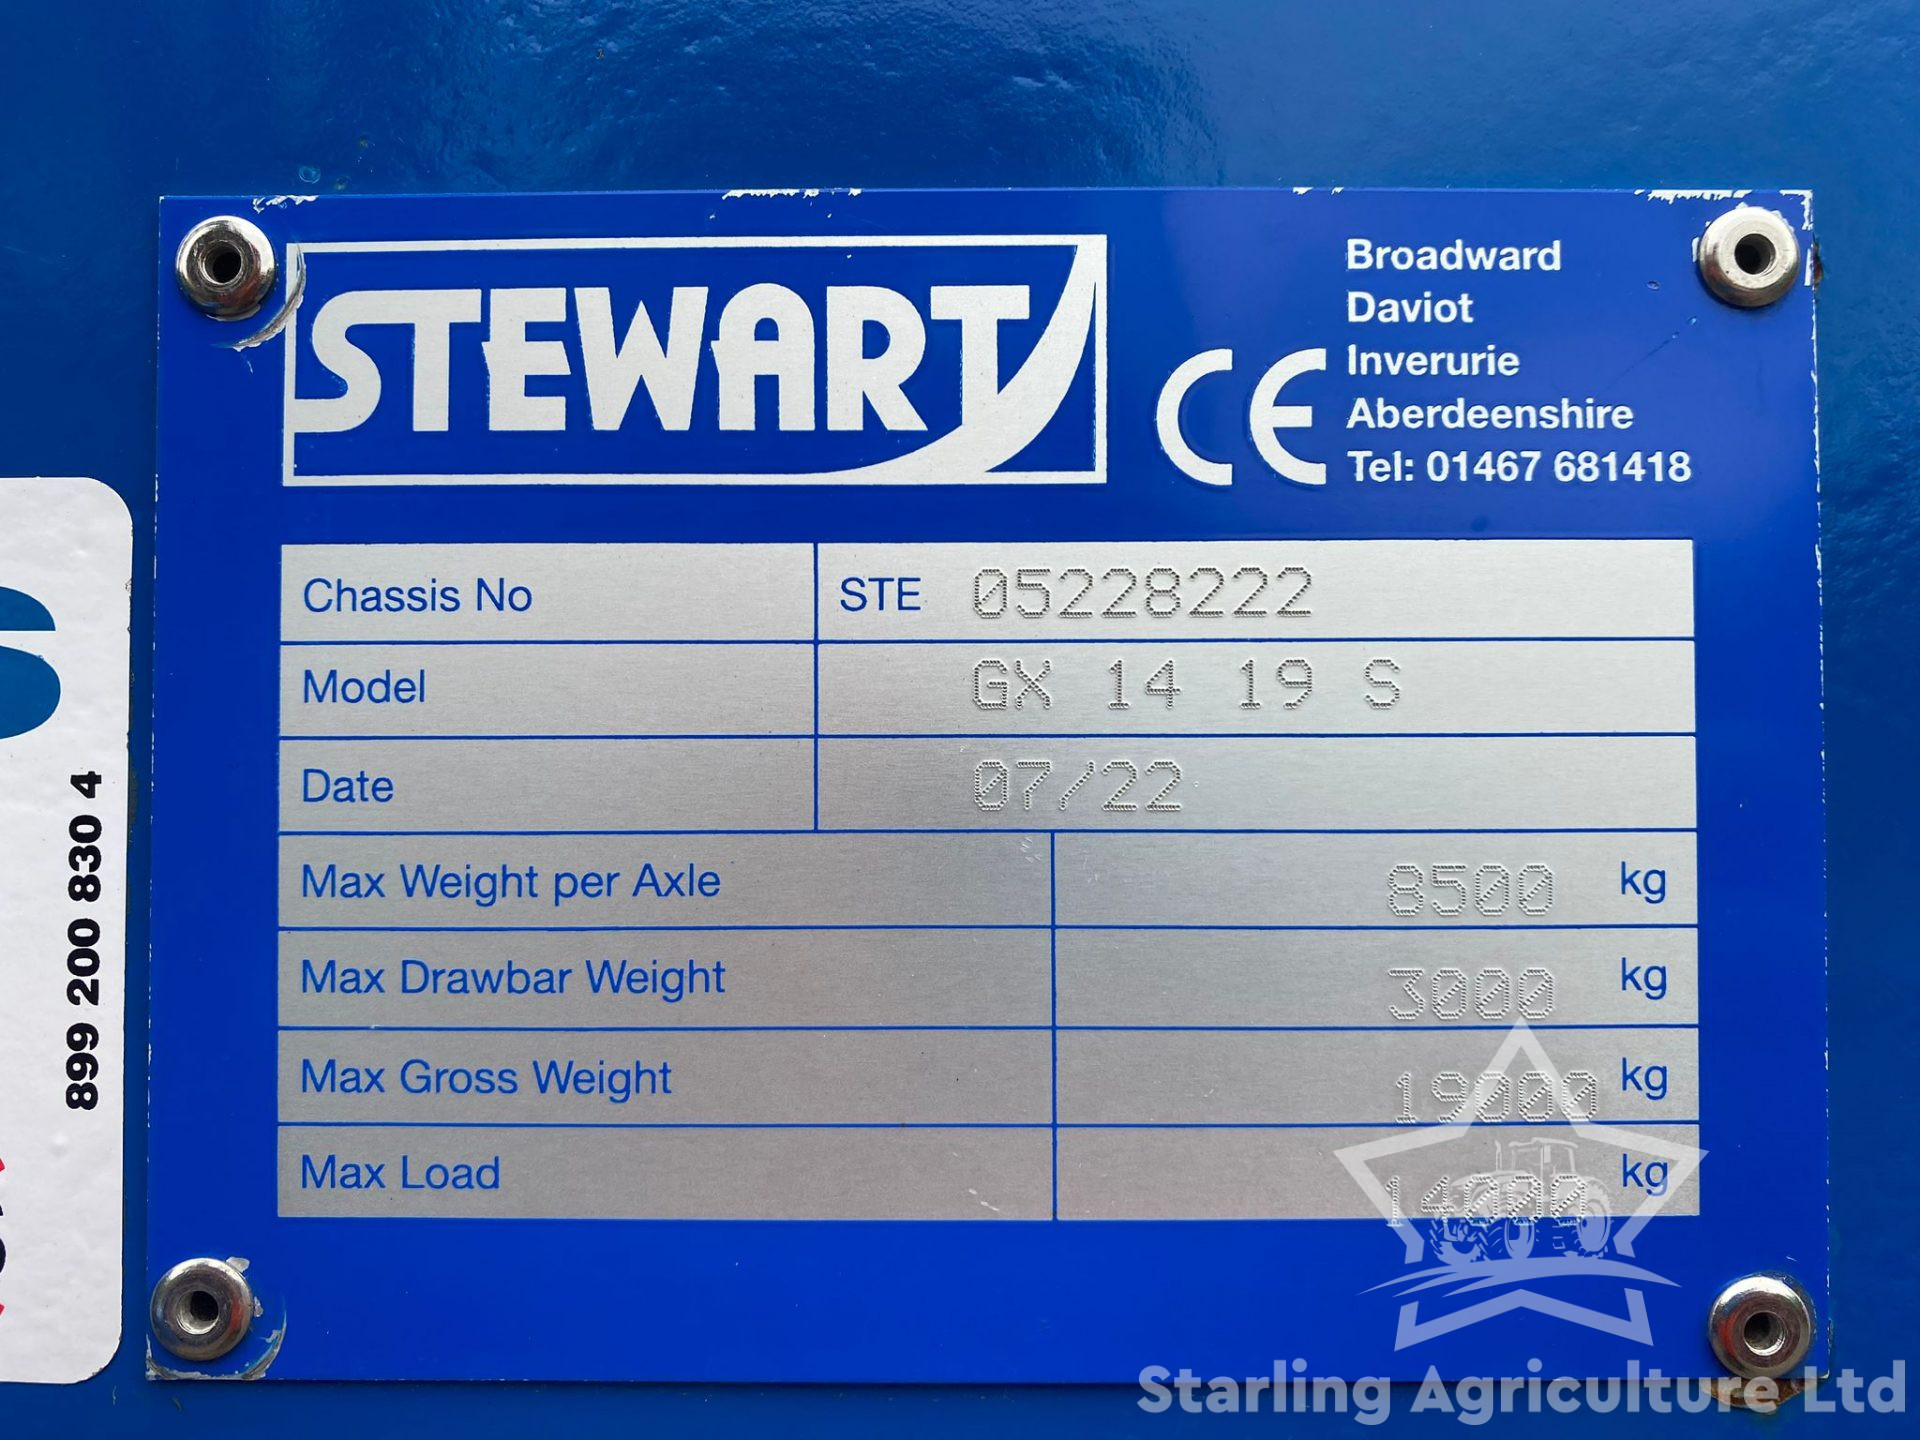 STEWART
CE
Broadward
Daviot
Inverurie
Aberdeenshire
Tel: 01467 681418
Chassis No STE 05228222
Model GX 14 19 S
Date 07/22
Max Weight per Axle 8500 kg
Max Drawbar Weight 3000 kg
Max Gross Weight 19000 kg
Max Load 14000 kg
899 200 830 4
Starling Agriculture Ltd